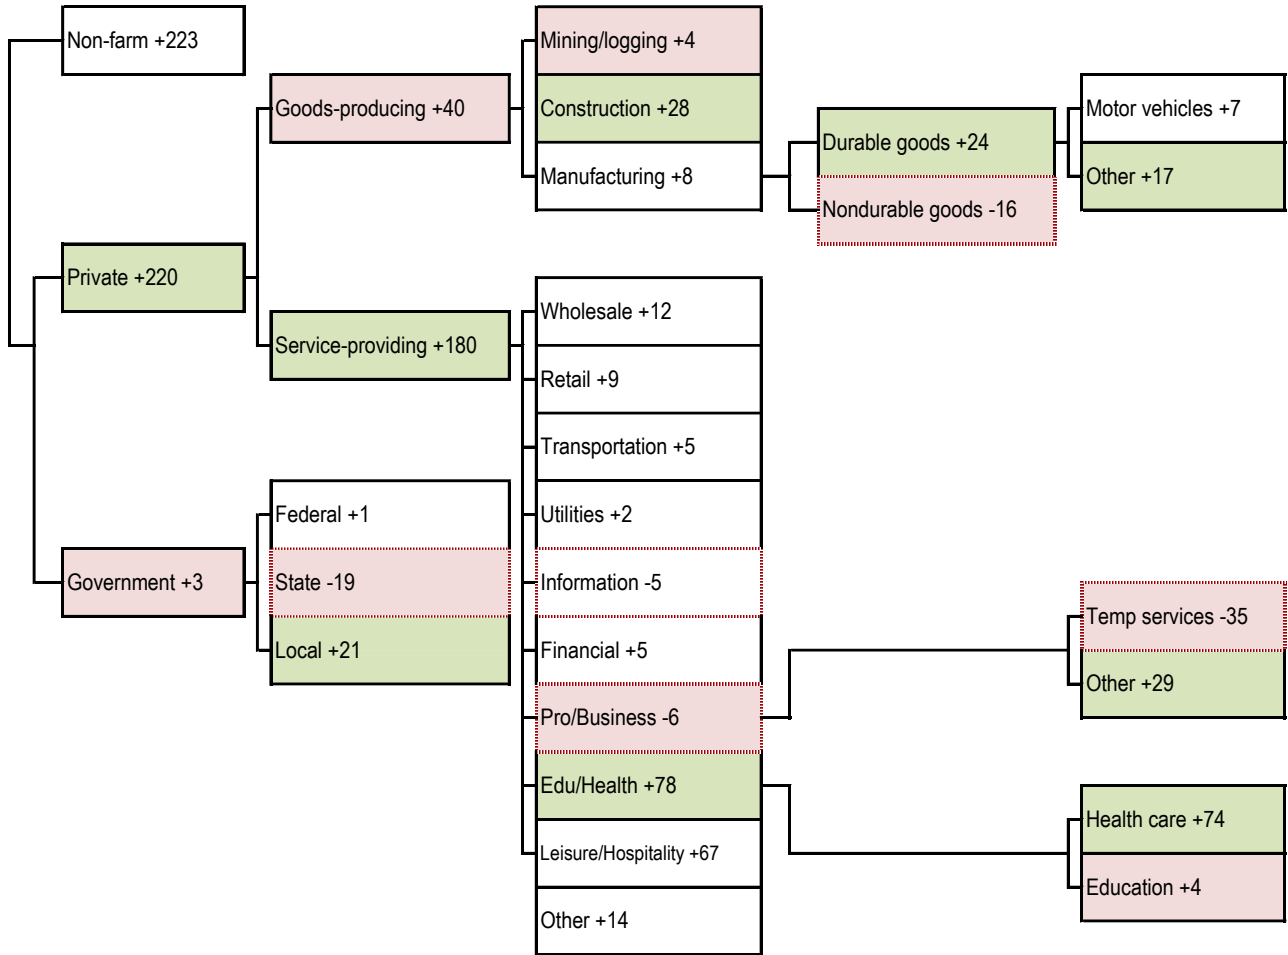 Non-farm +223
Private +220
Government +3
Goods-producing +40
Service-providing +180
Federal +1
State -19
Local +21
Mining/logging +4
Construction +28
Manufacturing +8
Wholesale +12
Retail +9
Transportation +5
Utilities +2
Information -5
Financial +5
Pro/Business -6
Edu/Health +78
Leisure/Hospitality +67
Other +14
Durable goods +24
Nondurable goods -16
Motor vehicles +7
Other +17
Temp services -35
Other +29
Health care +74
Education +4